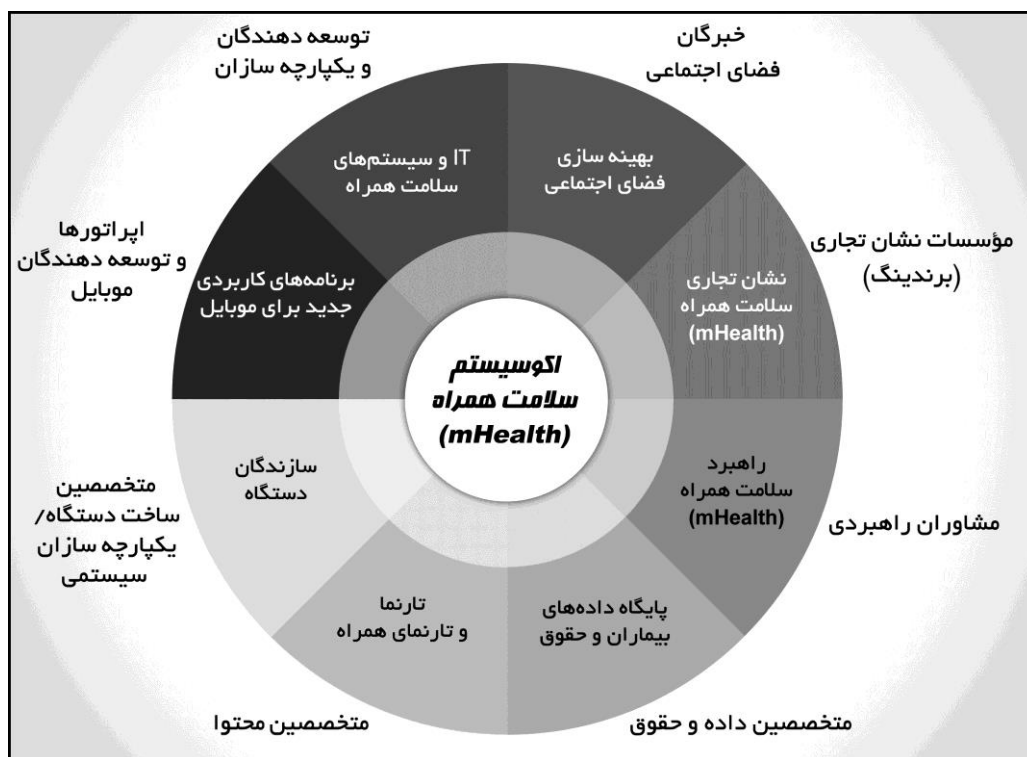 توسعه دهندگان
و یکپارچه سازان
خبرگان
فضای اجتماعی
IT و سیستم‌های
سلامت همراه
بهینه سازی
فضای اجتماعی
اپراتورها
و توسعه دهندگان
موبایل
مؤسسات نشان تجاری
(برندینگ)
برنامه‌های کاربردی
جدید برای موبایل
نشان تجاری
سلامت همراه
(mHealth)
اکوسیستم
سلامت همراه
(mHealth)
سازندگان
دستگاه
راهبرد
سلامت همراه
(mHealth)
متخصصین
ساخت دستگاه/
یکپارچه سازان
سیستمی
مشاوران راهبردی
تارنما
و تارنمای همراه
پایگاه داده‌های
بیماران و حقوق
متخصصین محتوا
متخصصین داده و حقوق